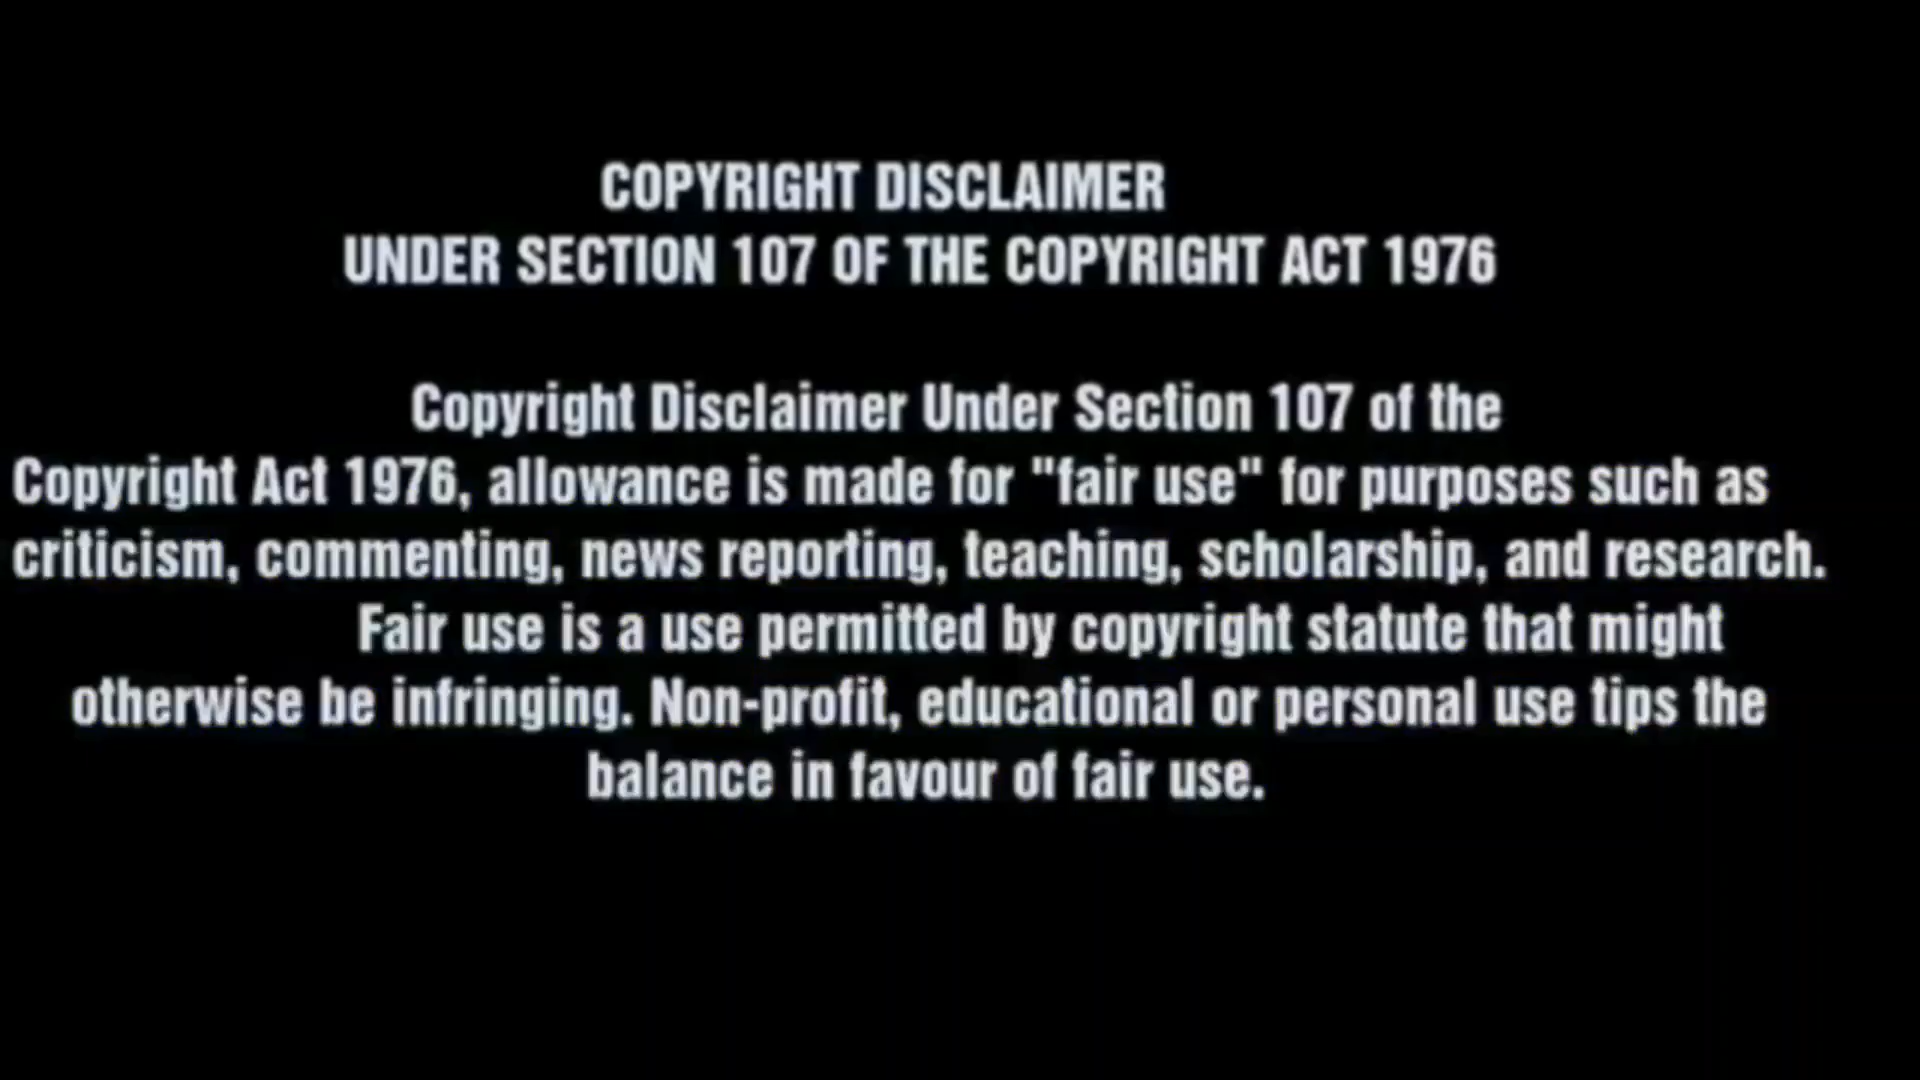 COPYRIGHT DISCLAIMER
UNDER SECTION 107 OF THE COPYRIGHT ACT 1976
Copyright Disclaimer Under Section 107 of the
Copyright Act 1976, allowance is made for "fair use" for purposes such as
criticism, commenting, news reporting, teaching, scholarship, and research.
Fair use is a use permitted by copyright statute that might
otherwise be infringing. Non-profit, educational or personal use tips the
balance in favour of fair use.